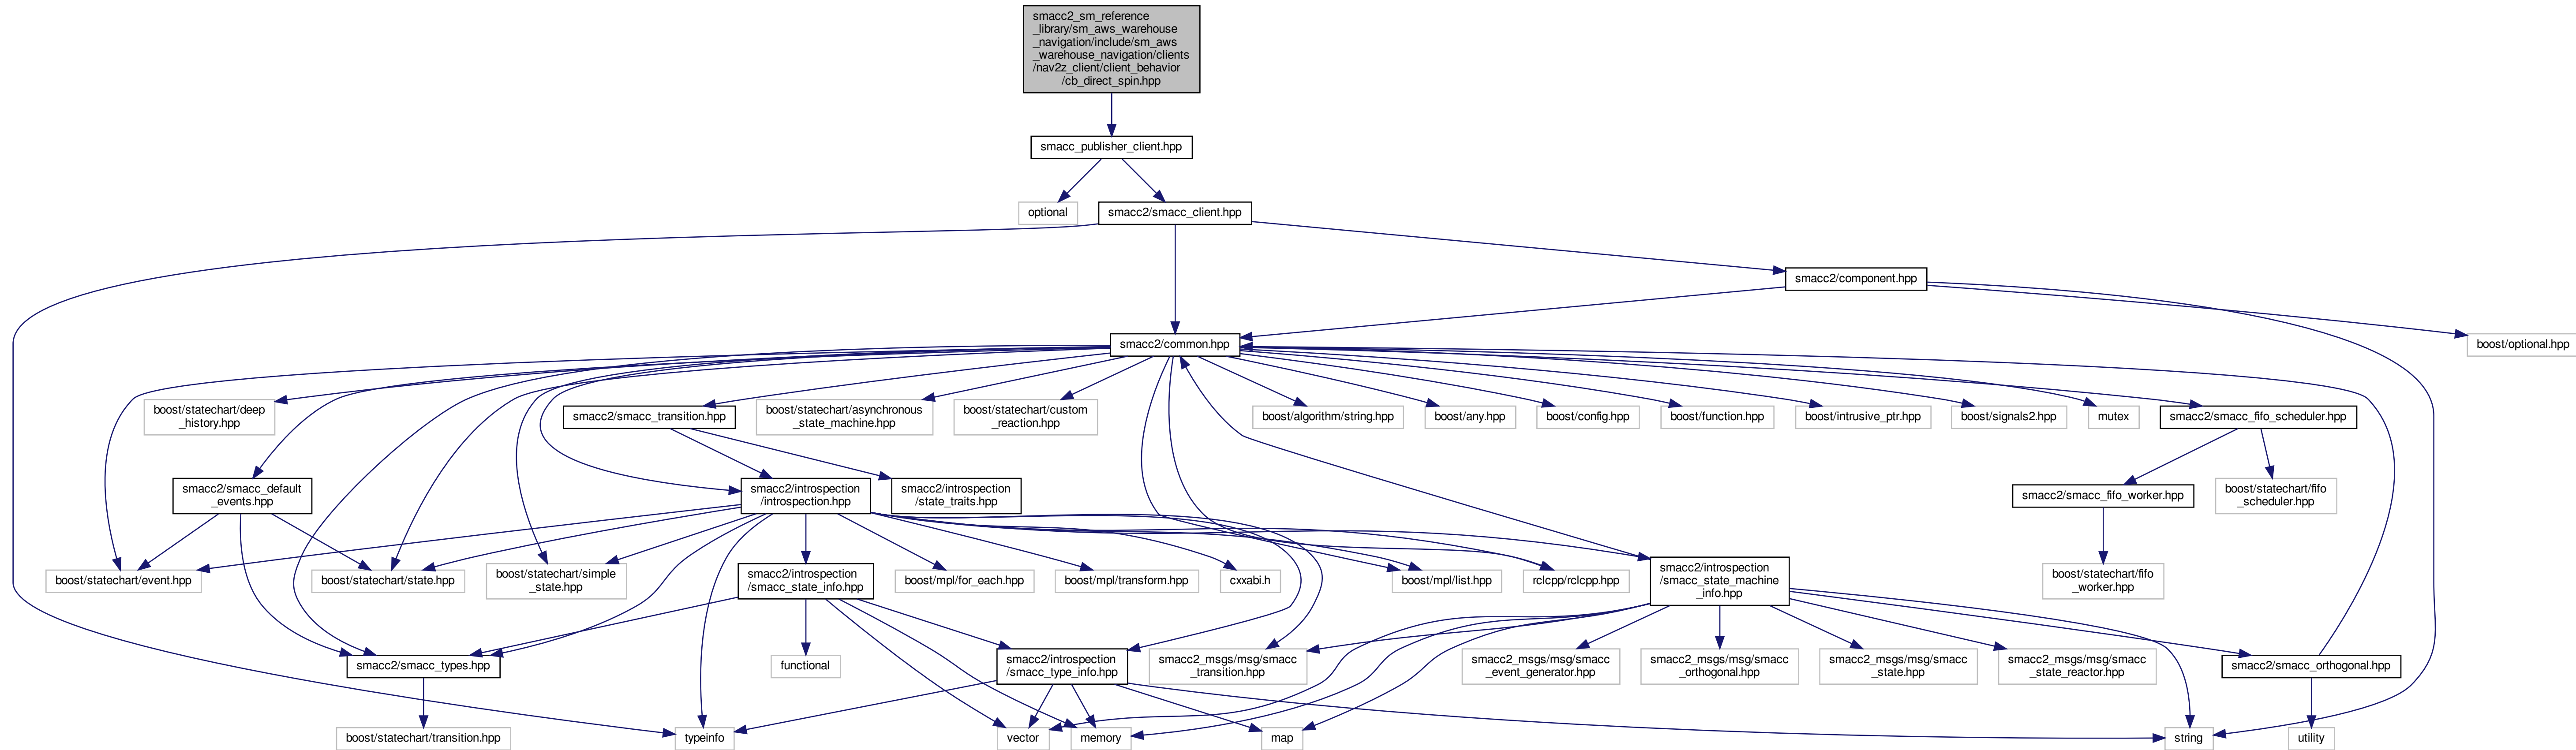 smacc2_sm_reference
_library/sm_aws_warehouse
_navigation/include/sm_aws
_warehouse_navigation/clients
/nav2z_client/client_behavior
/cb_direct_spin.hpp
smacc_publisher_client.hpp
optional
smacc2/smacc_client.hpp
smacc2/component.hpp
smacc2/common.hpp
boost/optional.hpp
boost/statechart/deep
_history.hpp
smacc2/smacc_transition.hpp
boost/statechart/asynchronous
_state_machine.hpp
boost/statechart/custom
_reaction.hpp
boost/algorithm/string.hpp
boost/any.hpp
boost/config.hpp
boost/function.hpp
boost/intrusive_ptr.hpp
boost/signals2.hpp
mutex
smacc2/smacc_fifo_scheduler.hpp
smacc2/smacc_default
_events.hpp
smacc2/introspection
/introspection.hpp
smacc2/introspection
/state_traits.hpp
smacc2/smacc_fifo_worker.hpp
boost/statechart/fifo
_scheduler.hpp
boost/statechart/event.hpp
boost/statechart/state.hpp
boost/statechart/simple
_state.hpp
smacc2/introspection
/smacc_state_info.hpp
boost/mpl/for_each.hpp
boost/mpl/transform.hpp
cxxabi.h
boost/mpl/list.hpp
rclcpp/rclcpp.hpp
smacc2/introspection
/smacc_state_machine
_info.hpp
boost/statechart/fifo
_worker.hpp
smacc2/smacc_types.hpp
functional
smacc2/introspection
/smacc_type_info.hpp
smacc2_msgs/msg/smacc
_transition.hpp
smacc2_msgs/msg/smacc
_event_generator.hpp
smacc2_msgs/msg/smacc
_orthogonal.hpp
smacc2_msgs/msg/smacc
_state.hpp
smacc2_msgs/msg/smacc
_state_reactor.hpp
smacc2/smacc_orthogonal.hpp
boost/statechart/transition.hpp
typeinfo
vector
memory
map
string
utility